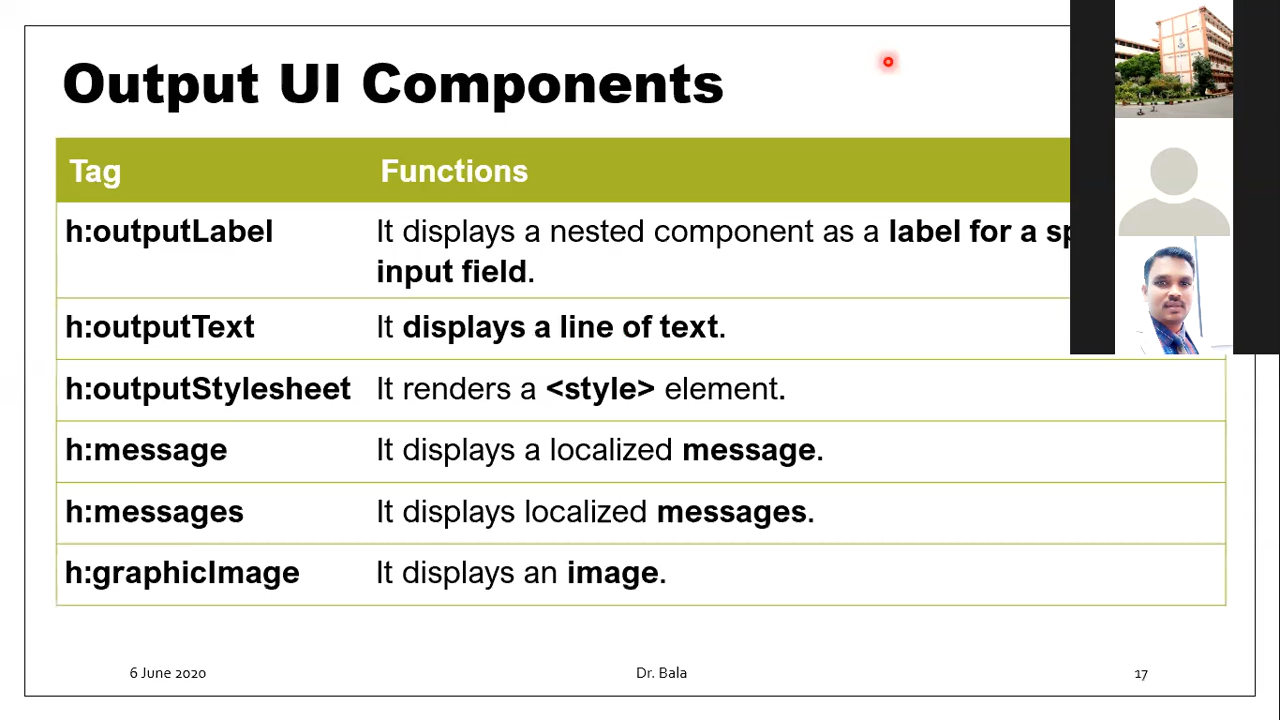 Output UI Components
Tag Functions
h:outputLabel It displays a nested component as a label for a
input field.
h:outputText It displays a line of text.
h:outputStylesheet It renders a <style> element.
h:message It displays a localized message.
h:messages It displays localized messages.
h:graphicImage It displays an image.
6 June 2020 Dr. Bala 17